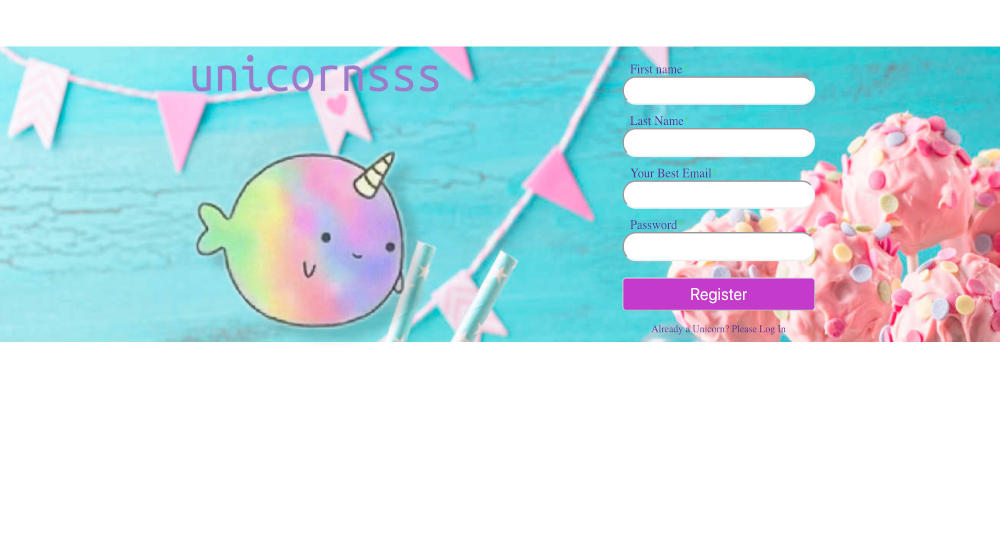 unicornsss
First name
Last Name
Your Best Email
Password
Register
Already a Unicorn? Please Log In